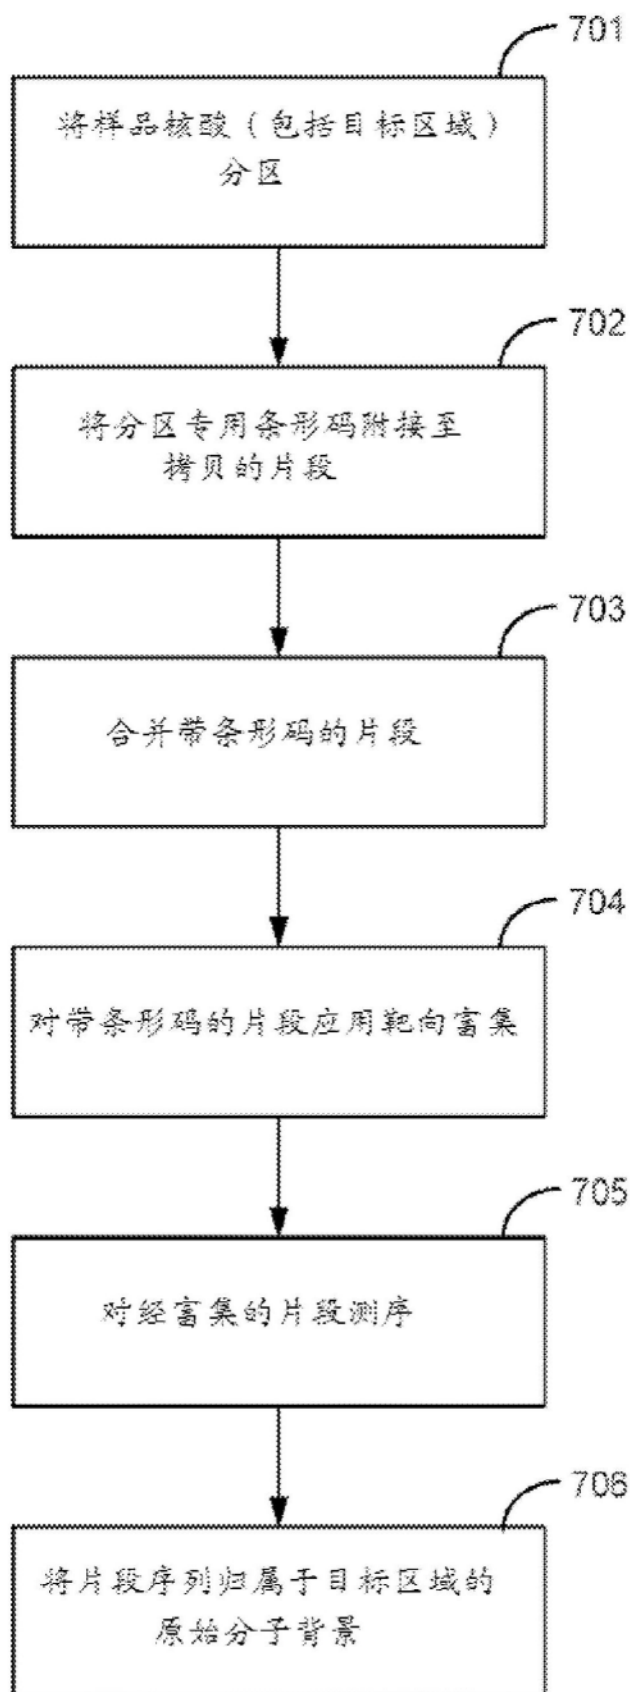 701
将样品核酸（包括目标区域）
分区
702
将分区专用条形码附接至
拷贝的片段
703
合并带条形码的片段
704
对带条形码的片段应用靶向富集
705
对经富集的片段测序
706
将片段序列归属于目标区域的
原始分子背景